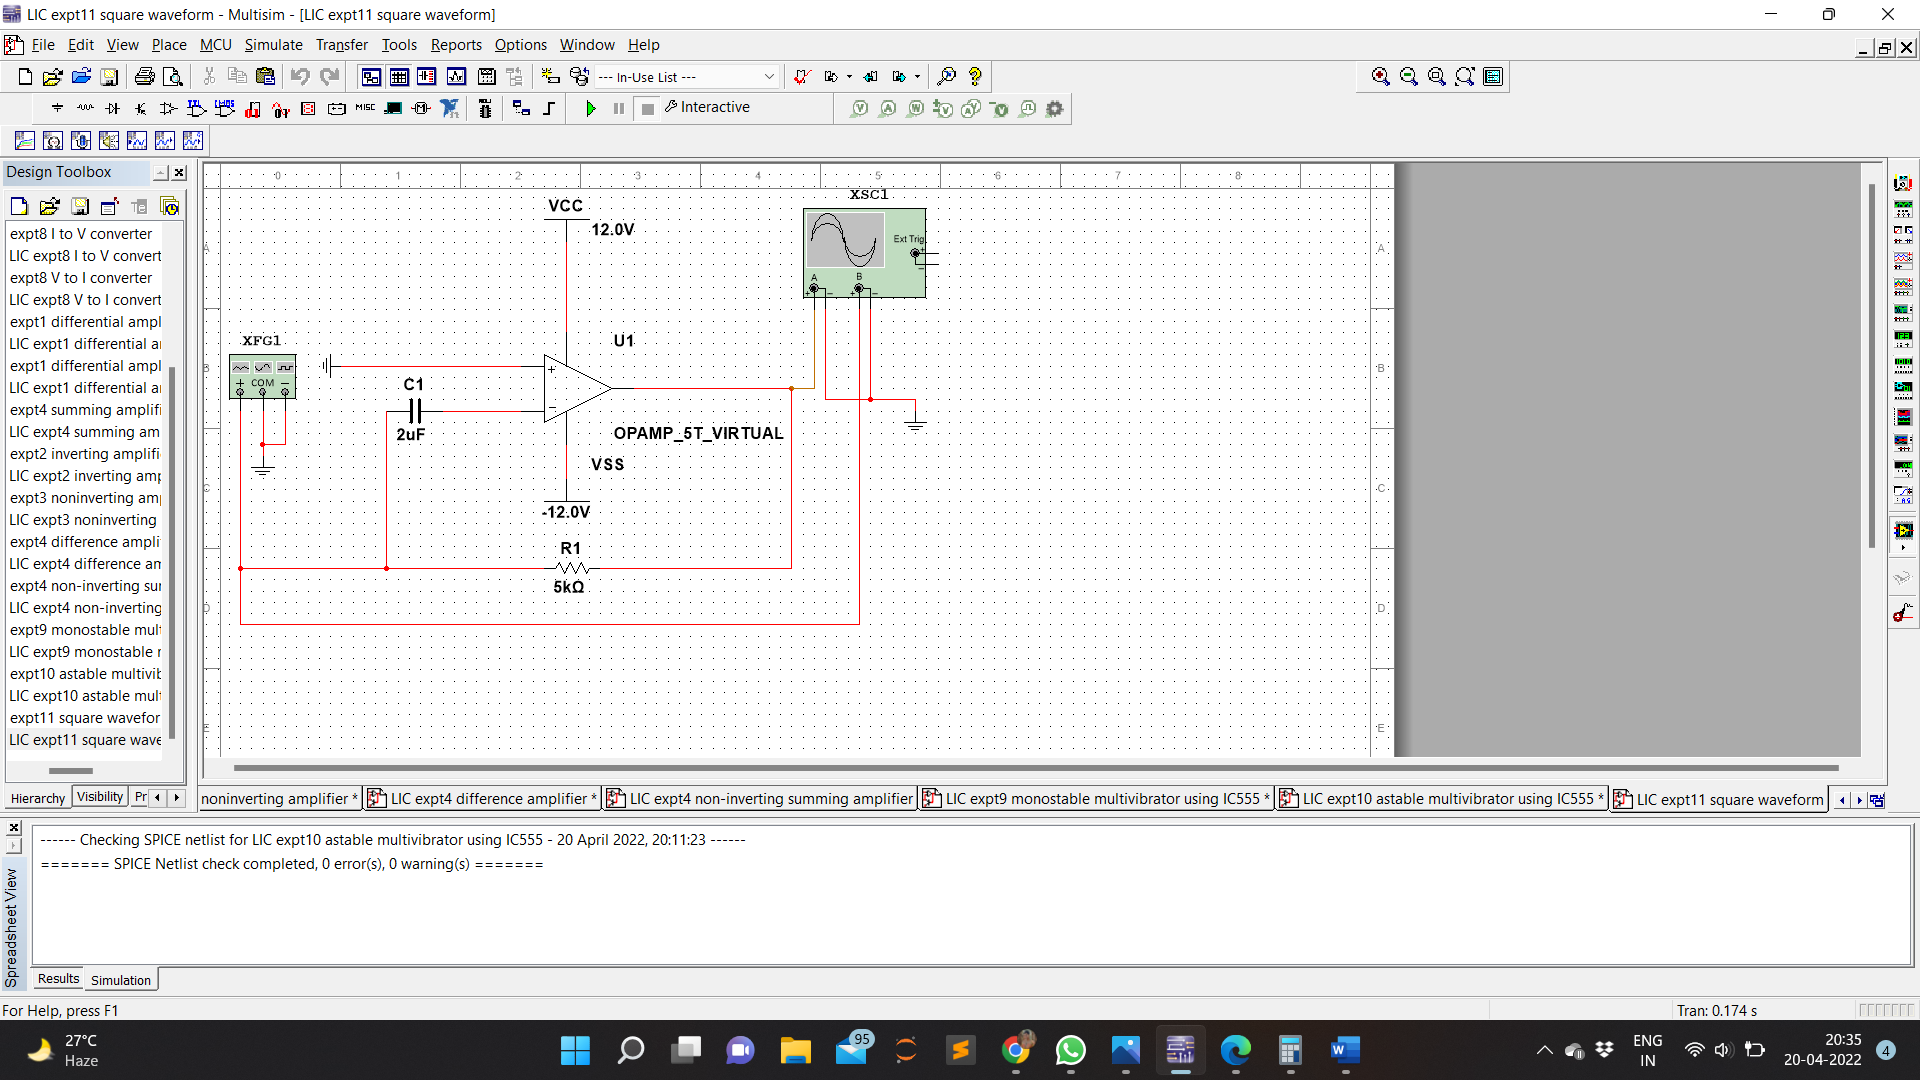 LIC expt11 square waveform - Multisim - [LIC expt11 square waveform]
File Edit View Place MCU Simulate Transfer Tools Reports Options Window Help
--- In-Use List ---
MISC
Interactive
Design Toolbox
expt8 I to V converter
LIC expt8 I to V convert
expt8 V to I converter
LIC expt8 V to I convert
expt1 differential ampl
LIC expt1 differential a
expt1 differential ampl
LIC expt1 differential a
expt4 summing amplifi
LIC expt4 summing am
expt2 inverting amplifi
LIC expt2 inverting amp
expt3 noninverting am
LIC expt3 noninverting
expt4 difference ampli
LIC expt4 difference am
expt4 non-inverting su
LIC expt4 non-inverting
expt9 monostable mult
LIC expt9 monostable r
expt10 astable multivib
LIC expt10 astable mult
expt11 square wavefor
LIC expt11 square wave
Hierarchy Visibility Pr
0 1 2 3 4 5 6 7 8
A
B
C
D
E
A
B
C
D
E
VCC
12.0V
XSC1
Ext Trig
+
−
A B
+ − + −
XFG1
+ COM −
U1
+
−
C1
2uF
OPAMP_5T_VIRTUAL
VSS
-12.0V
R1
5kΩ
noninverting amplifier * LIC expt4 difference amplifier * LIC expt4 non-inverting summing amplifier LIC expt9 monostable multivibrator using IC555 * LIC expt10 astable multivibrator using IC555 * LIC expt11 square waveform
Spreadsheet View
------ Checking SPICE netlist for LIC expt10 astable multivibrator using IC555 - 20 April 2022, 20:11:23 ------
======= SPICE Netlist check completed, 0 error(s), 0 warning(s) =======
Results Simulation
For Help, press F1
Tran: 0.174 s
27°C
Haze
95
ENG
IN
20:35
20-04-2022
4